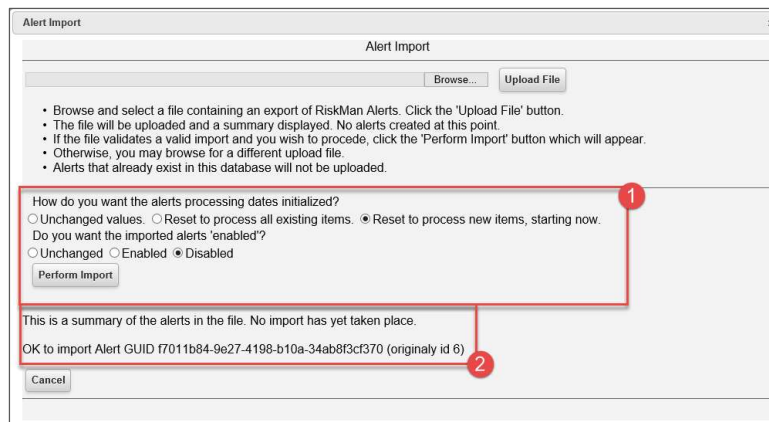 Alert Import
Alert Import
Browse... Upload File
• Browse and select a file containing an export of RiskMan Alerts. Click the 'Upload File' button.
• The file will be uploaded and a summary displayed. No alerts created at this point.
• If the file validates a valid import and you wish to procede, click the 'Perform Import' button which will appear.
• Otherwise, you may browse for a different upload file.
• Alerts that already exist in this database will not be uploaded.
1
How do you want the alerts processing dates initialized?
Unchanged values. Reset to process all existing items. Reset to process new items, starting now.
Do you want the imported alerts 'enabled'?
Unchanged Enabled Disabled
Perform Import
This is a summary of the alerts in the file. No import has yet taken place.
OK to import Alert GUID f7011b84-9e27-4198-b10a-34ab8f3cf370 (originaly id 6)
2
Cancel